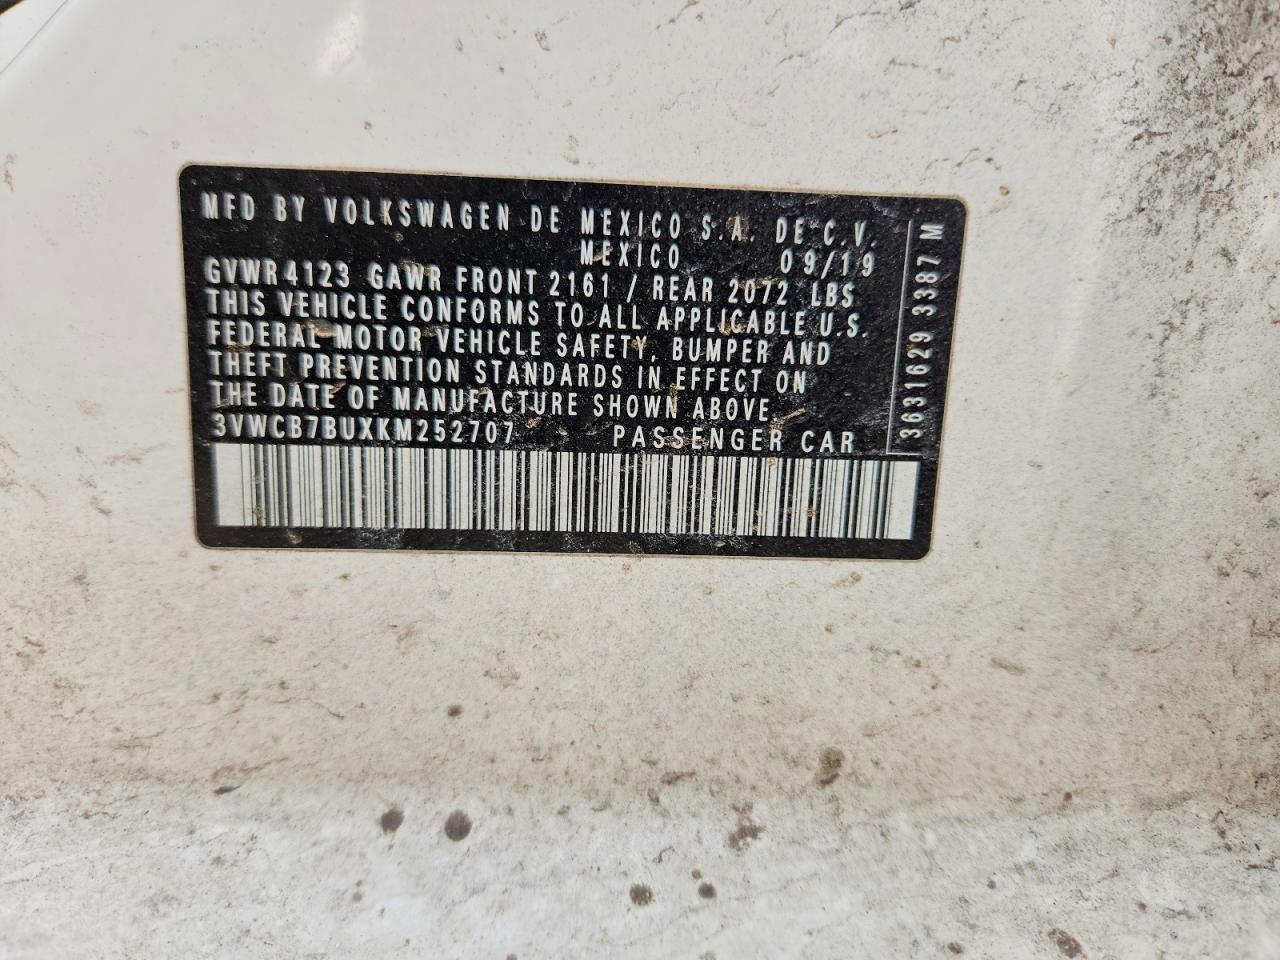 MFD BY VOLKSWAGEN DE MEXICO S.A. DE C.V.
MEXICO 09/19
GVWR 4123 GAWR FRONT 2161 / REAR 2072 LBS
THIS VEHICLE CONFORMS TO ALL APPLICABLE U.S.
FEDERAL MOTOR VEHICLE SAFETY, BUMPER AND
THEFT PREVENTION STANDARDS IN EFFECT ON
THE DATE OF MANUFACTURE SHOWN ABOVE.
3VWCB7BUXKM252707 PASSENGER CAR
3631629 3387 M